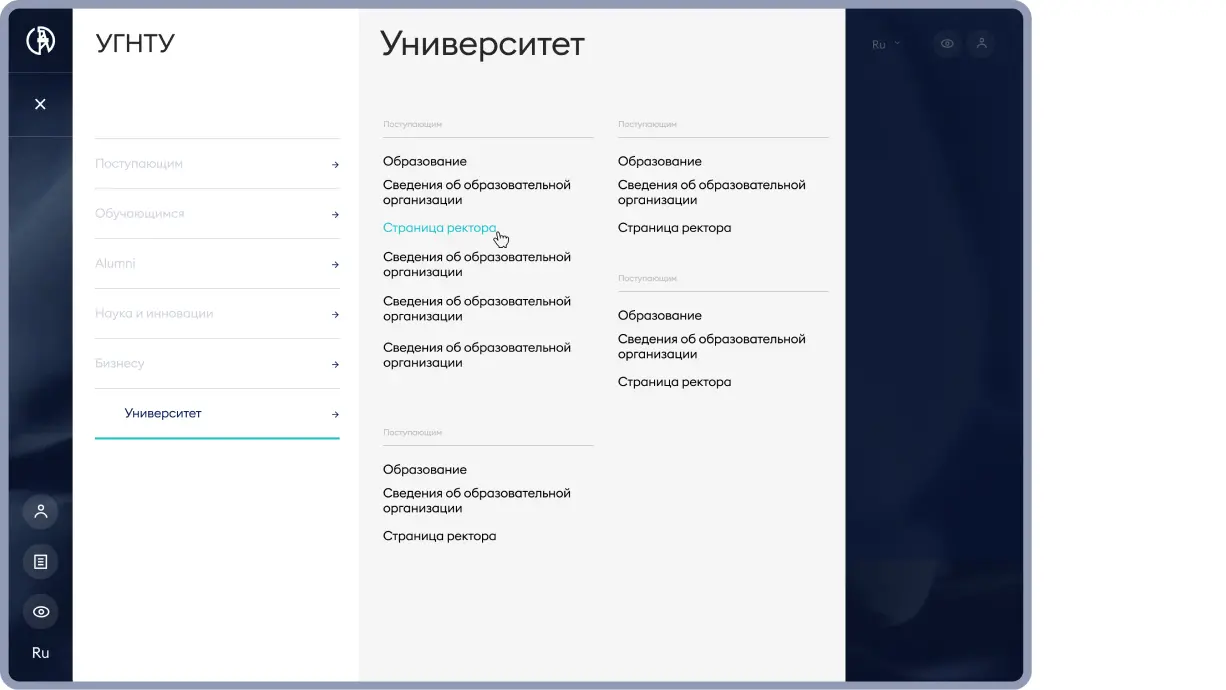 УГНТУ
Поступающим
Обучающимся
Alumni
Наука и инновации
Бизнесу
Университет
Ru
Университет
Поступающим
Образование
Сведения об образовательной
организации
Страница ректора
Сведения об образовательной
организации
Сведения об образовательной
организации
Сведения об образовательной
организации
Поступающим
Образование
Сведения об образовательной
организации
Страница ректора
Поступающим
Образование
Сведения об образовательной
организации
Страница ректора
Поступающим
Образование
Сведения об образовательной
организации
Страница ректора
Ru